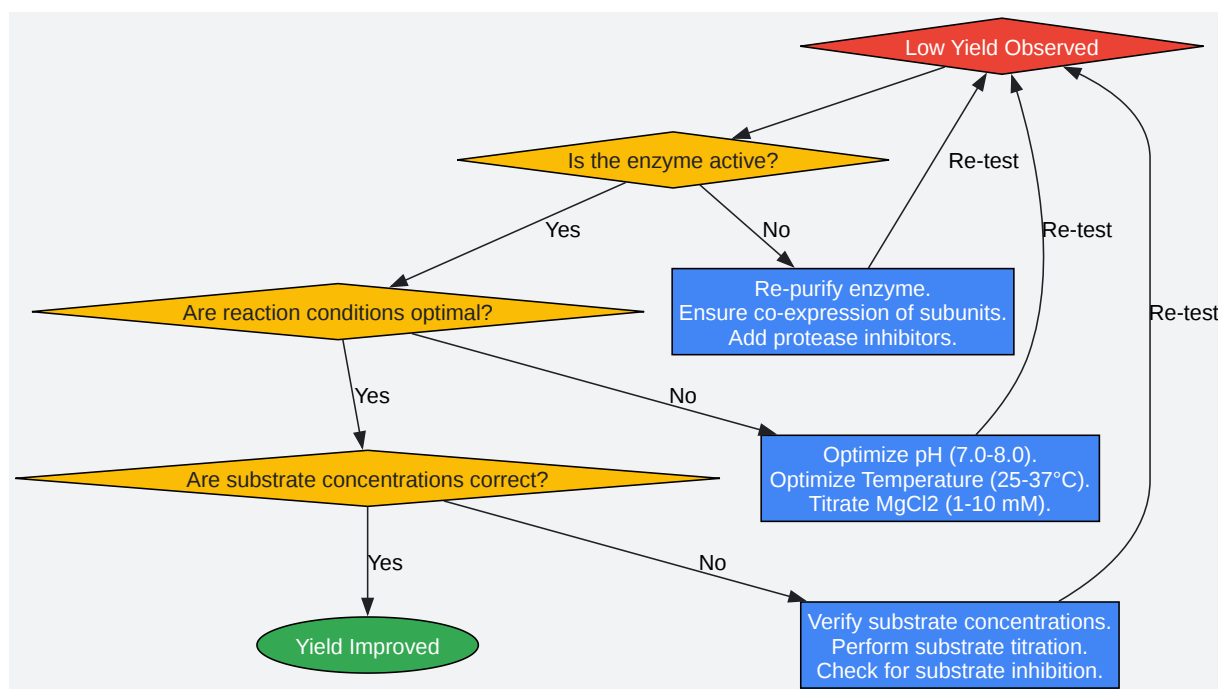 Low Yield Observed
Is the enzyme active?
Re-test
Yes
No
Re-test
Re-purify enzyme.
Ensure co-expression of subunits.
Add protease inhibitors.
Are reaction conditions optimal?
Re-test
Yes
No
Optimize pH (7.0-8.0).
Optimize Temperature (25-37°C).
Titrate MgCl2 (1-10 mM).
Are substrate concentrations correct?
Yes
No
Verify substrate concentrations.
Perform substrate titration.
Check for substrate inhibition.
Yield Improved